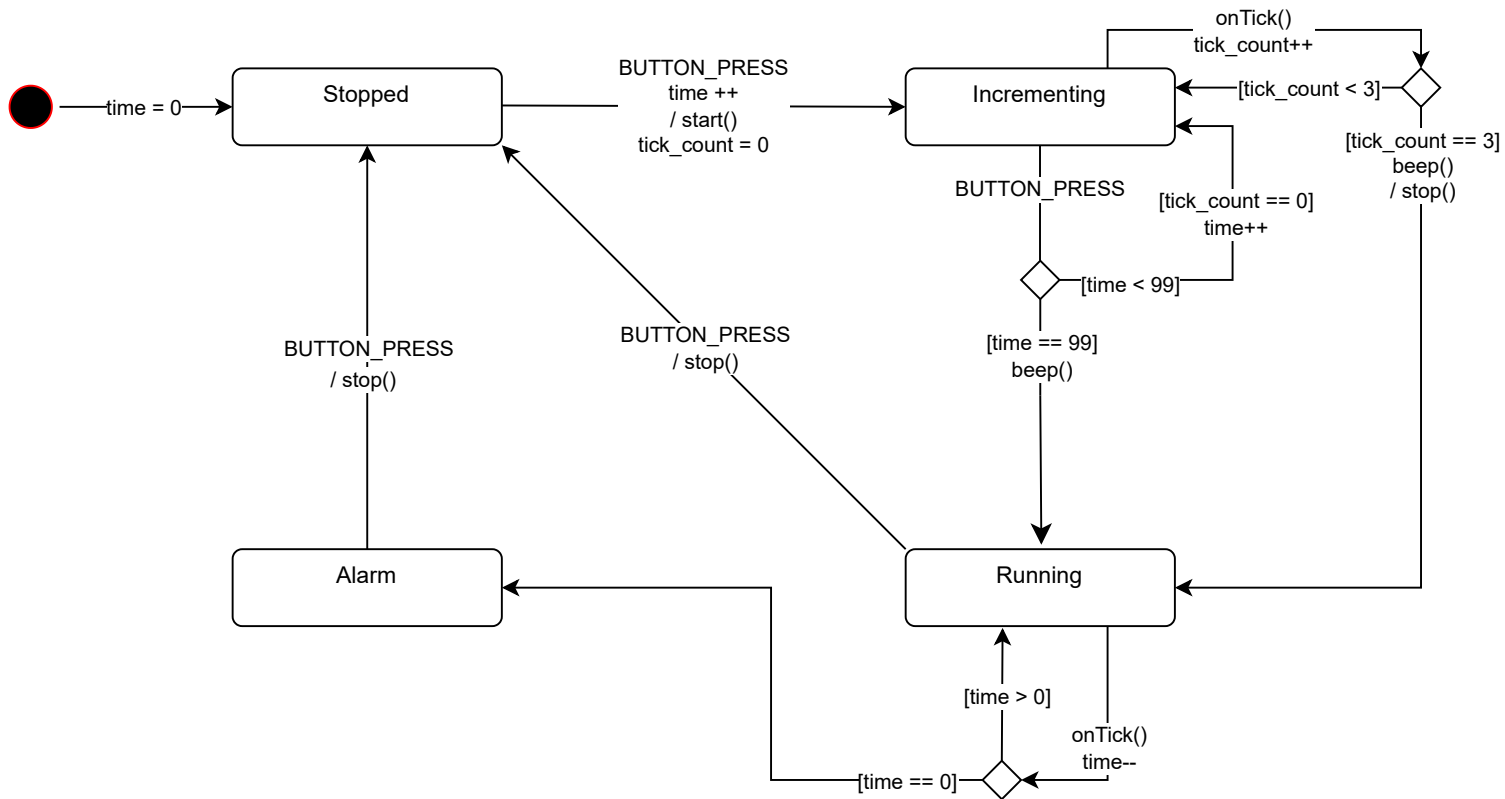 onTick()
tick_count++
time = 0
Stopped
BUTTON_PRESS
time ++
/ start()
tick_count = 0
Incrementing
[tick_count < 3]
[tick_count == 3]
beep()
/ stop()
BUTTON_PRESS
[tick_count == 0]
time++
[time < 99]
[time == 99]
beep()
BUTTON_PRESS
/ stop()
BUTTON_PRESS
/ stop()
Alarm
Running
[time > 0]
onTick()
time--
[time == 0]